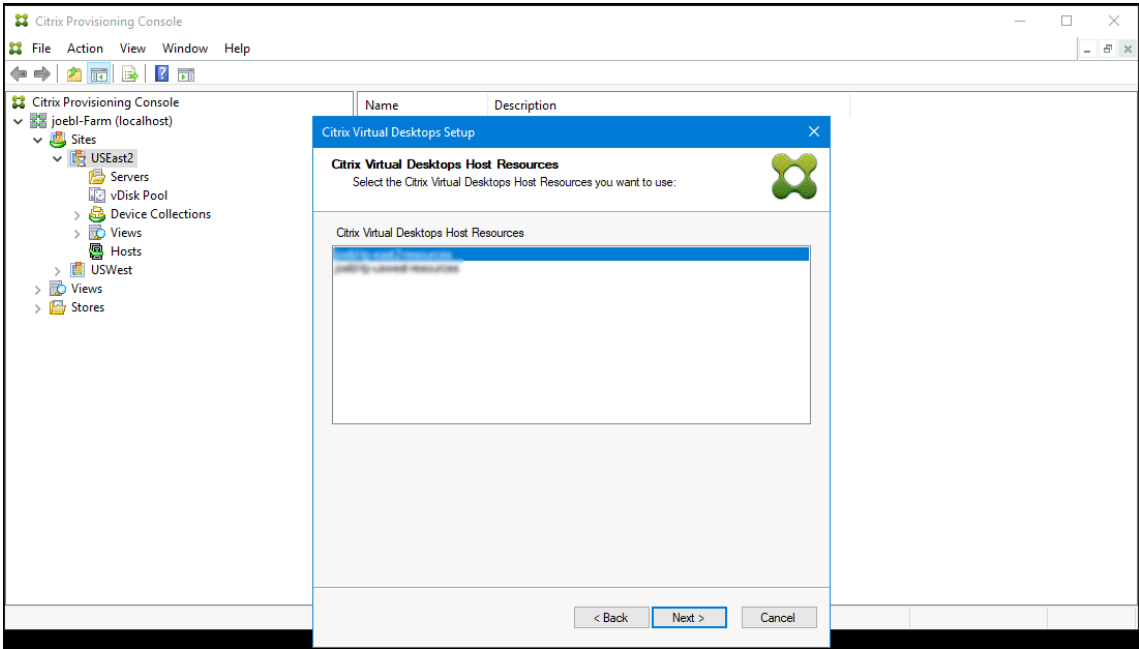 Citrix Provisioning Console
File Action View Window Help
Citrix Provisioning Console
joebl-Farm (localhost)
Sites
USEast2
Servers
vDisk Pool
Device Collections
Views
Hosts
USWest
Views
Stores
Name Description
Citrix Virtual Desktops Setup
Citrix Virtual Desktops Host Resources
Select the Citrix Virtual Desktops Host Resources you want to use:
Citrix Virtual Desktops Host Resources
< Back Next > Cancel